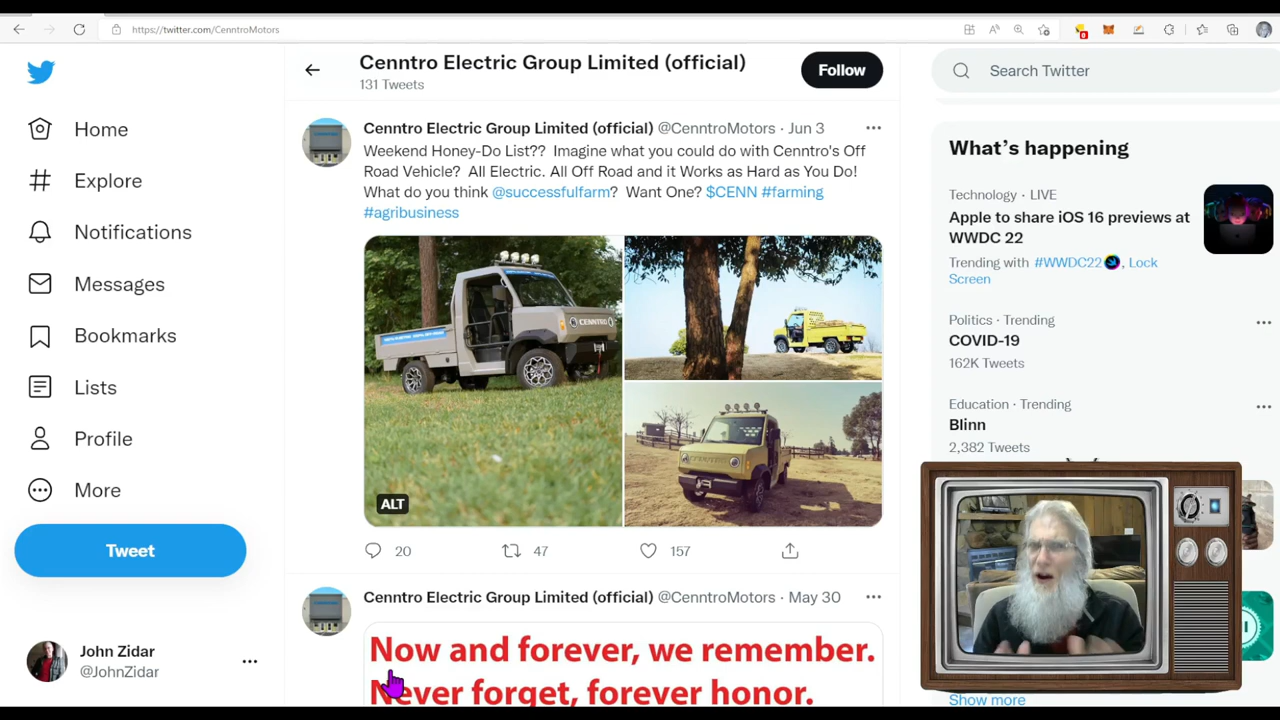 https://twitter.com/CenntroMotors
0
Home
Explore
Notifications
Messages
Bookmarks
Lists
Profile
More
Tweet
John Zidar
@JohnZidar
Cenntro Electric Group Limited (official)
131 Tweets
Follow
Cenntro Electric Group Limited (official) @CenntroMotors · Jun 3
Weekend Honey-Do List?? Imagine what you could do with Cenntro's Off
Road Vehicle? All Electric. All Off Road and it Works as Hard as You Do!
What do you think @successfulfarm? Want One? $CENN #farming
#agribusiness
CENNTRO
ALT
20
47
157
Cenntro Electric Group Limited (official) @CenntroMotors · May 30
Now and forever, we remember.
Never forget, forever honor.
Search Twitter
What's happening
Technology · LIVE
Apple to share iOS 16 previews at
WWDC 22
Trending with #WWDC22, Lock
Screen
Politics · Trending
COVID-19
162K Tweets
Education · Trending
Blinn
2,382 Tweets
Show more